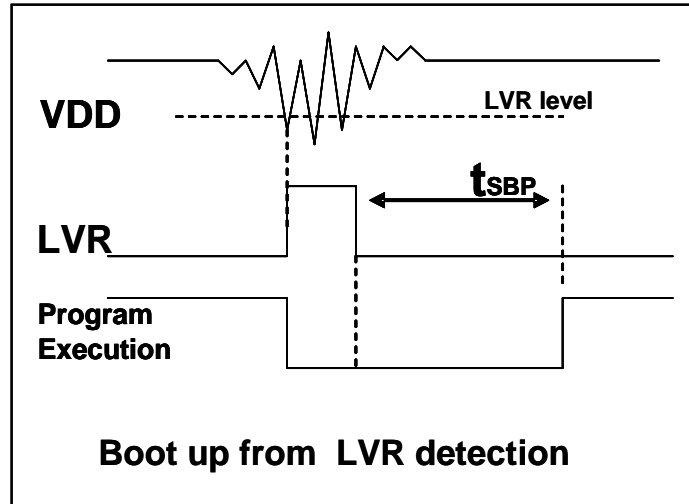 LVR level
VDD
tSBP
LVR
Program
Execution
Boot up from LVR detection